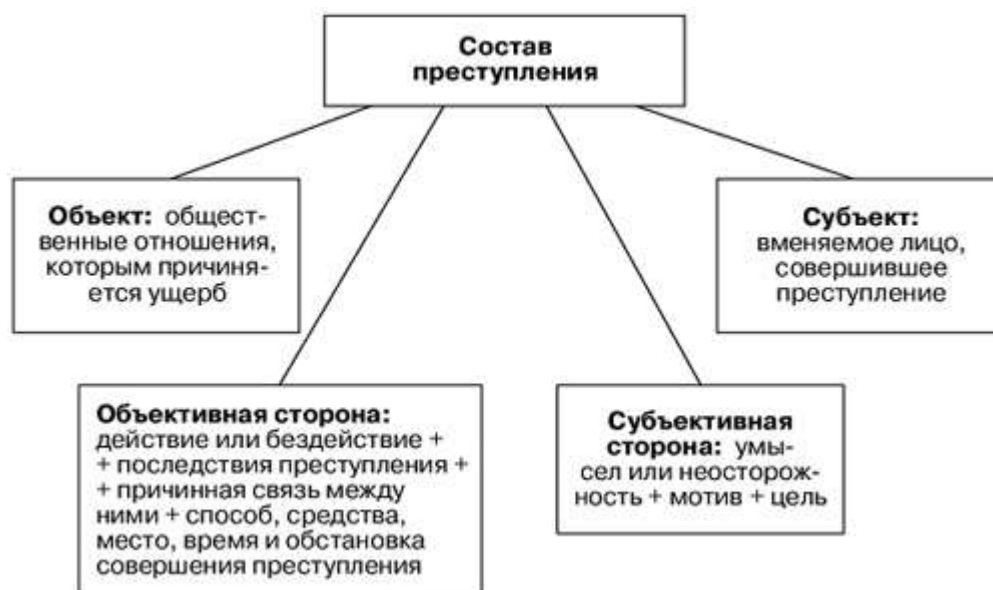 Состав
преступления
Объект: общест-
венные отношения,
которым причиня-
ется ущерб
Субъект:
вменяемое лицо,
совершившее
преступление
Объективная сторона:
действие или бездействие +
+ последствия преступления +
+ причинная связь между
ними + способ, средства,
место, время и обстановка
совершения преступления
Субъективная
сторона: умы-
сел или неосторож-
ность + мотив + цель